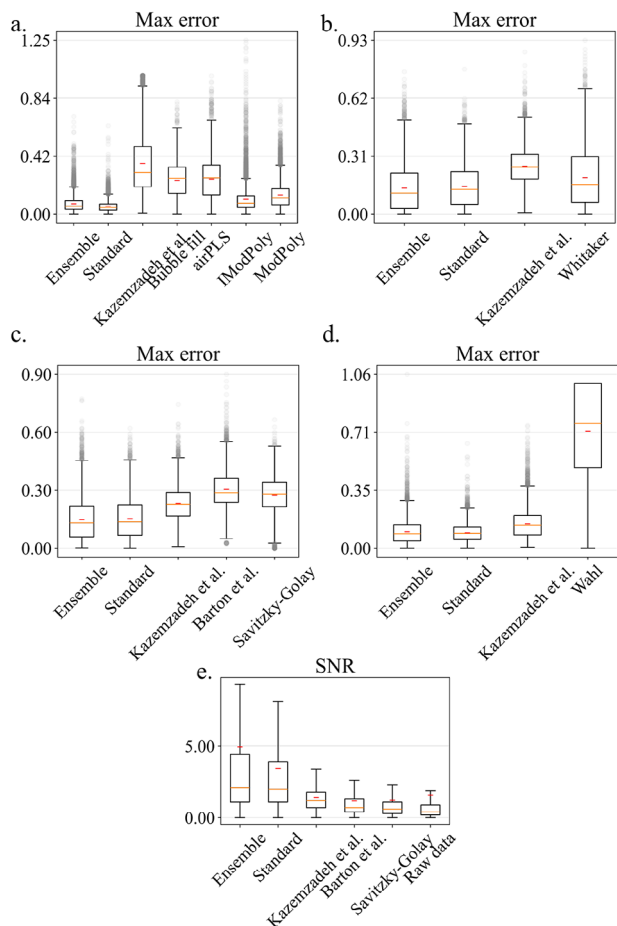 a.
Max error
1.25
0.84
0.42
0.00
Ensemble
Standard
Kazemzadeh et al.
Bubble fill
airPLS
IModPoly
ModPoly
b.
Max error
0.93
0.62
0.31
0.00
Ensemble
Standard
Kazemzadeh et al.
Whitaker
c.
Max error
0.90
0.60
0.30
0.00
Ensemble
Standard
Kazemzadeh et al.
Barton et al.
Savitzky-Golay
d.
Max error
1.06
0.71
0.35
0.00
Ensemble
Standard
Kazemzadeh et al.
Wahl
e.
SNR
5.00
0.00
Ensemble
Standard
Kazemzadeh et al.
Barton et al.
Savitzky-Golay
Raw data